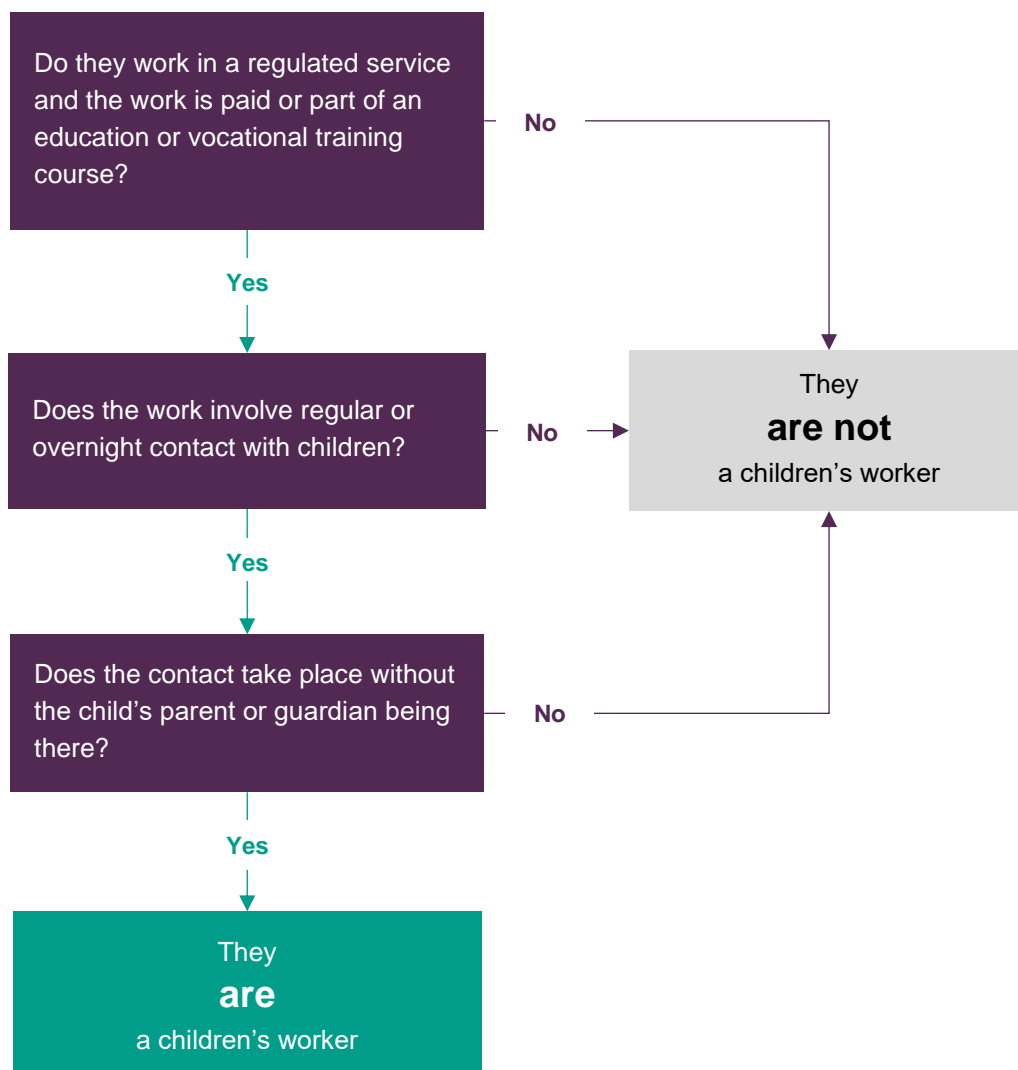 Do they work in a regulated service
and the work is paid or part of an
education or vocational training
course?
No
Yes
Does the work involve regular or
overnight contact with children?
No
They
are not
a children’s worker
Yes
Does the contact take place without
the child’s parent or guardian being
there?
No
Yes
They
are
a children’s worker